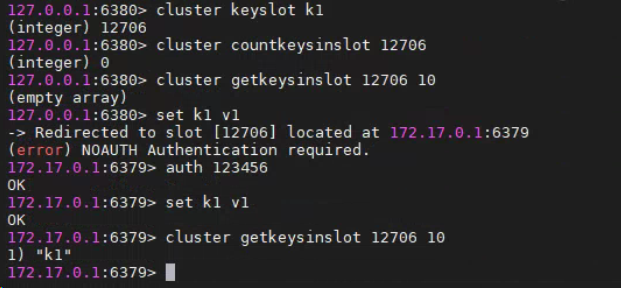 127.0.0.1:6380> cluster keyslot k1
(integer) 12706
127.0.0.1:6380> cluster countkeysinslot 12706
(integer) 0
127.0.0.1:6380> cluster getkeysinslot 12706 10
(empty array)
127.0.0.1:6380> set k1 v1
-> Redirected to slot [12706] located at 172.17.0.1:6379
(error) NOAUTH Authentication required.
172.17.0.1:6379> auth 123456
OK
172.17.0.1:6379> set k1 v1
OK
172.17.0.1:6379> cluster getkeysinslot 12706 10
1) "k1"
172.17.0.1:6379>